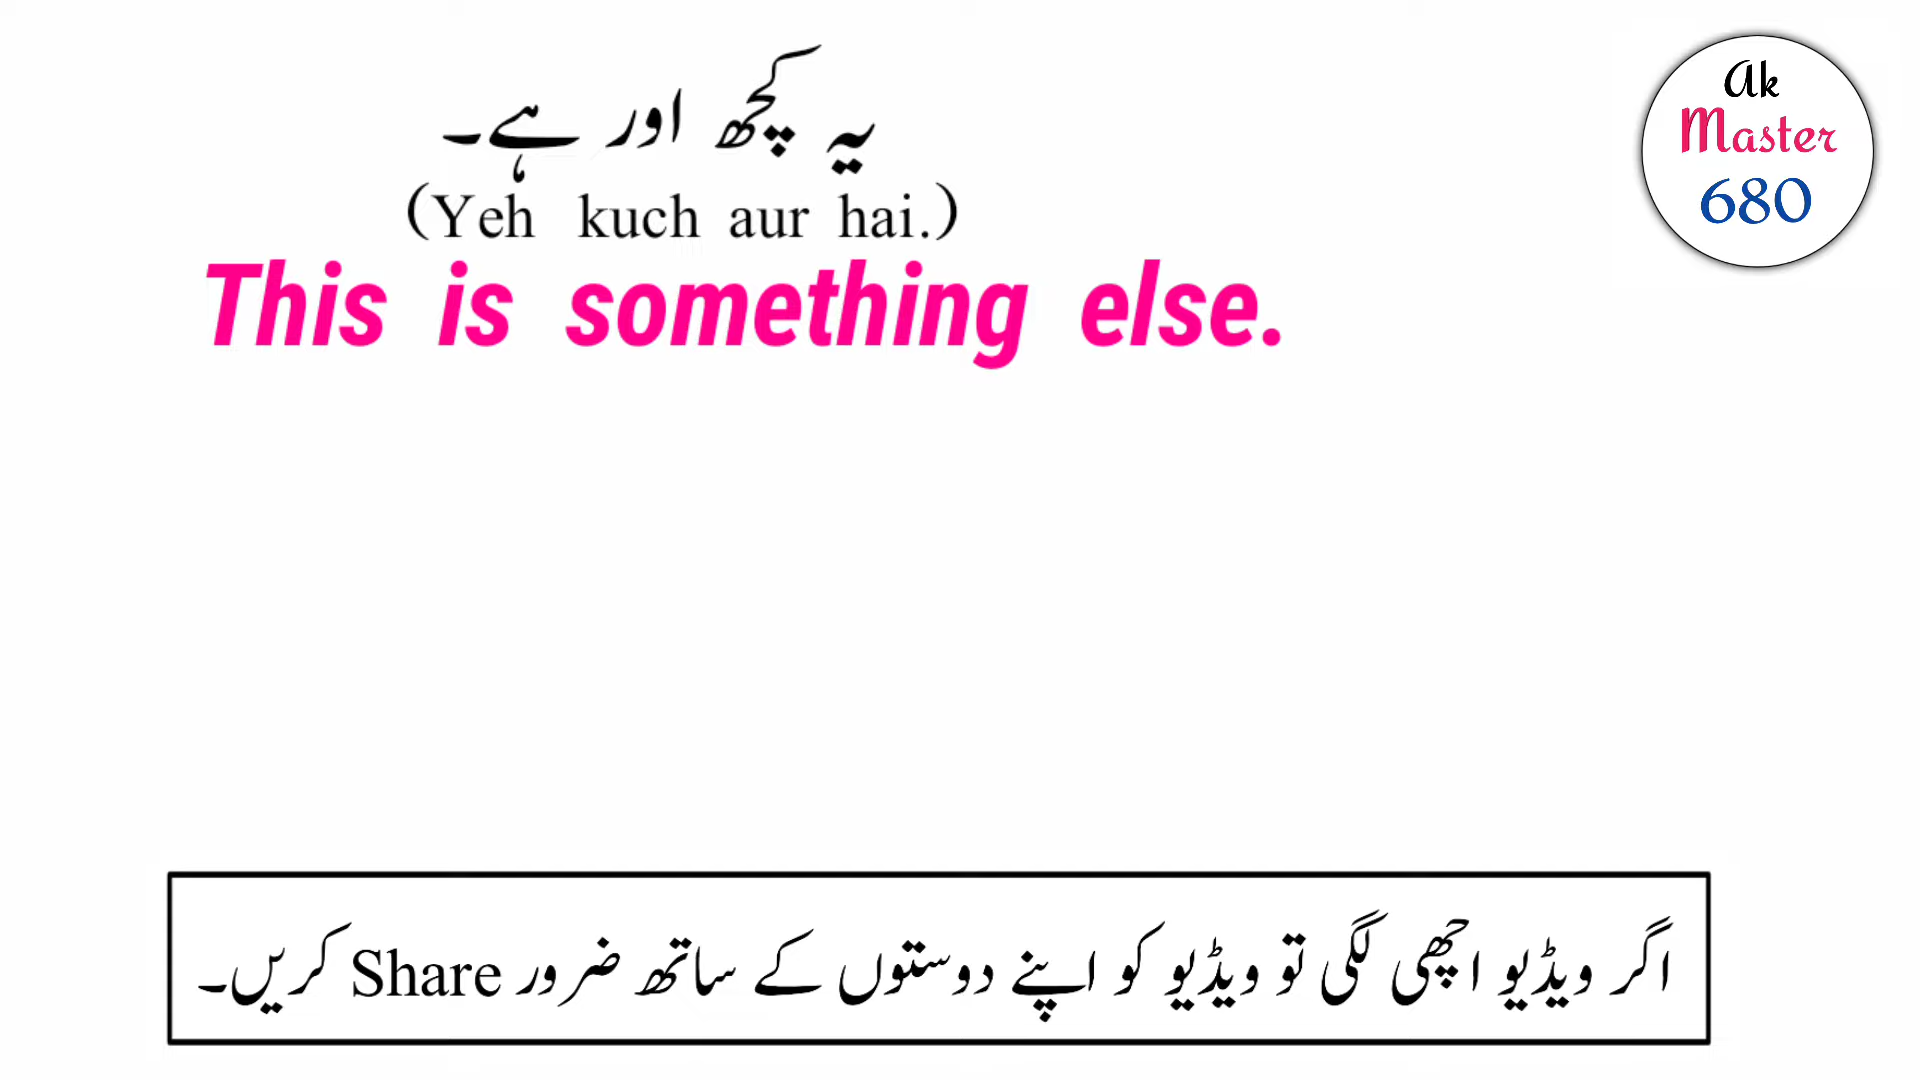 یہ کچھ اور ہے۔
(Yeh kuch aur hai.)
This is something else.
Ak
Master
680
اگر ویڈیو اچھی لگی تو ویڈیو کو اپنے دوستوں کے ساتھ ضرور Share کریں۔